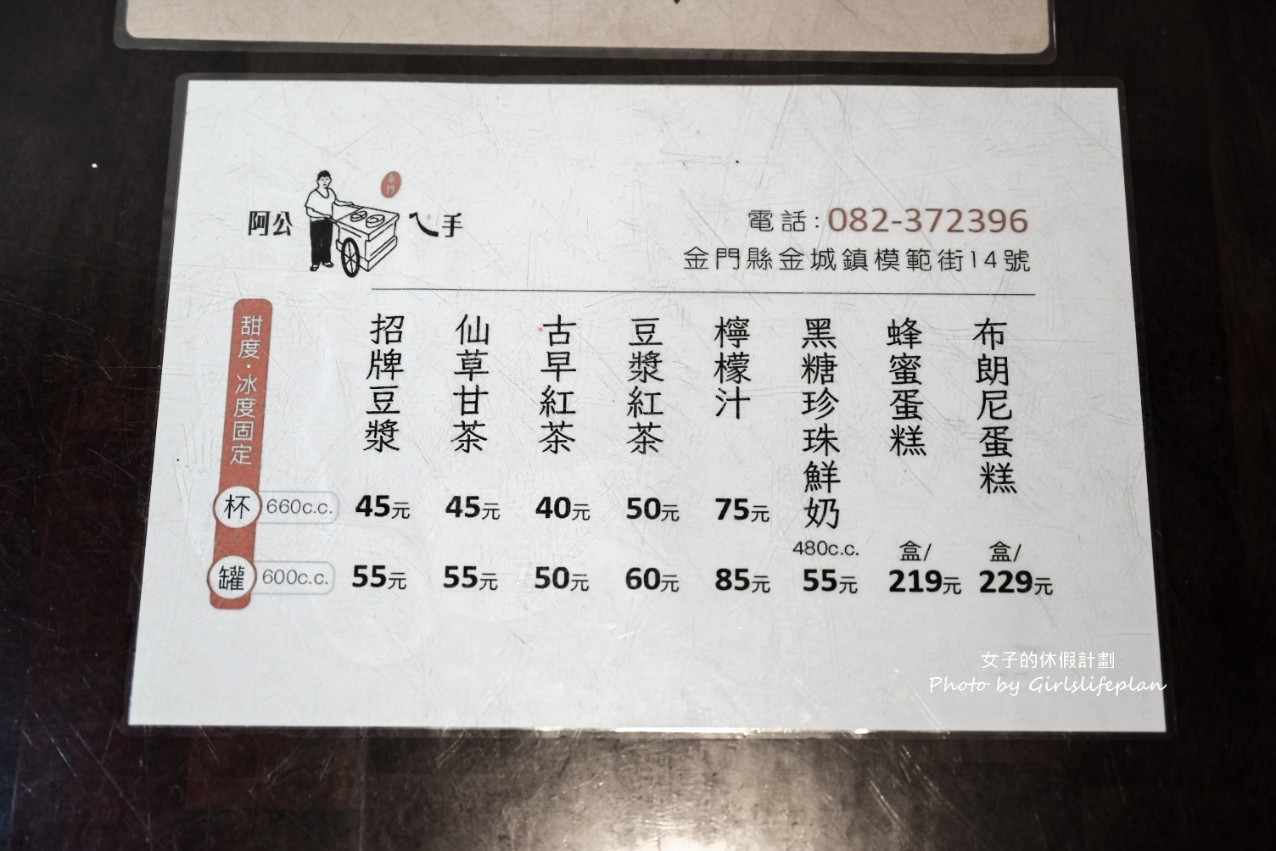 金門
阿公ㄟ手
電話:082-372396
金門縣金城鎮模範街14號
甜度・冰度固定
招牌豆漿
仙草甘茶
古早紅茶
豆漿紅茶
檸檬汁
黑糖珍珠鮮奶
蜂蜜蛋糕
布朗尼蛋糕
杯 660c.c. 45元 45元 40元 50元 75元
480c.c. 盒/ 盒/
罐 600c.c. 55元 55元 50元 60元 85元 55元 219元 229元
女子的休假計劃
Photo by Girlslifeplan